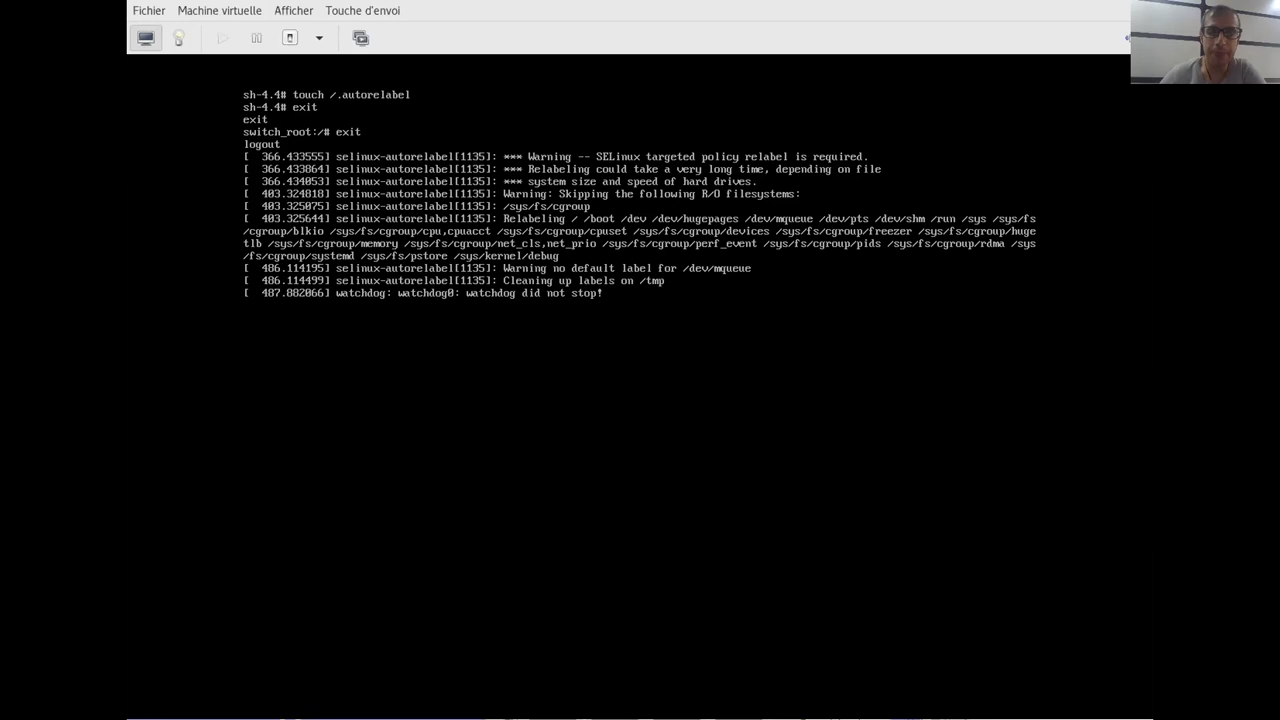 Fichier Machine virtuelle Afficher Touche d'envoi
sh-4.4# touch /.autorelabel
sh-4.4# exit
exit
switch_root:/# exit
logout
[  366.433555] selinux-autorelabel[1135]: *** Warning -- SELinux targeted policy relabel is required.
[  366.433864] selinux-autorelabel[1135]: *** Relabeling could take a very long time, depending on file
[  366.434053] selinux-autorelabel[1135]: *** system size and speed of hard drives.
[  403.324818] selinux-autorelabel[1135]: Warning: Skipping the following R/O filesystems:
[  403.325075] selinux-autorelabel[1135]: /sys/fs/cgroup
[  403.325644] selinux-autorelabel[1135]: Relabeling / /boot /dev /dev/hugepages /dev/mqueue /dev/pts /dev/shm /run /sys /sys/fs
/cgroup/blkio /sys/fs/cgroup/cpu,cpuacct /sys/fs/cgroup/cpuset /sys/fs/cgroup/devices /sys/fs/cgroup/freezer /sys/fs/cgroup/huge
tlb /sys/fs/cgroup/memory /sys/fs/cgroup/net_cls,net_prio /sys/fs/cgroup/perf_event /sys/fs/cgroup/pids /sys/fs/cgroup/rdma /sys
/fs/cgroup/systemd /sys/fs/pstore /sys/kernel/debug
[  486.114195] selinux-autorelabel[1135]: Warning no default label for /dev/mqueue
[  486.114499] selinux-autorelabel[1135]: Cleaning up labels on /tmp
[  487.882066] watchdog: watchdog0: watchdog did not stop!